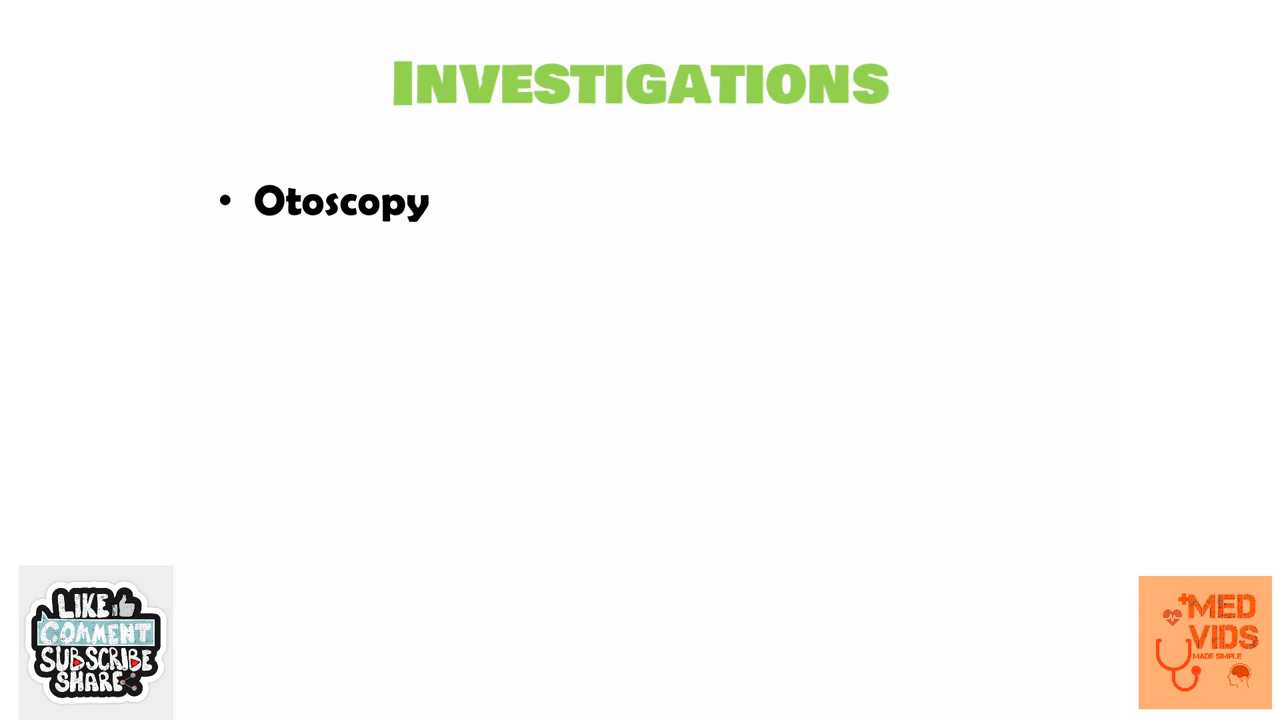 INVESTIGATIONS
• Otoscopy
LIKE
COMMENT
SUBSCRIBE
SHARE
MED
VIDS
MADE SIMPLE